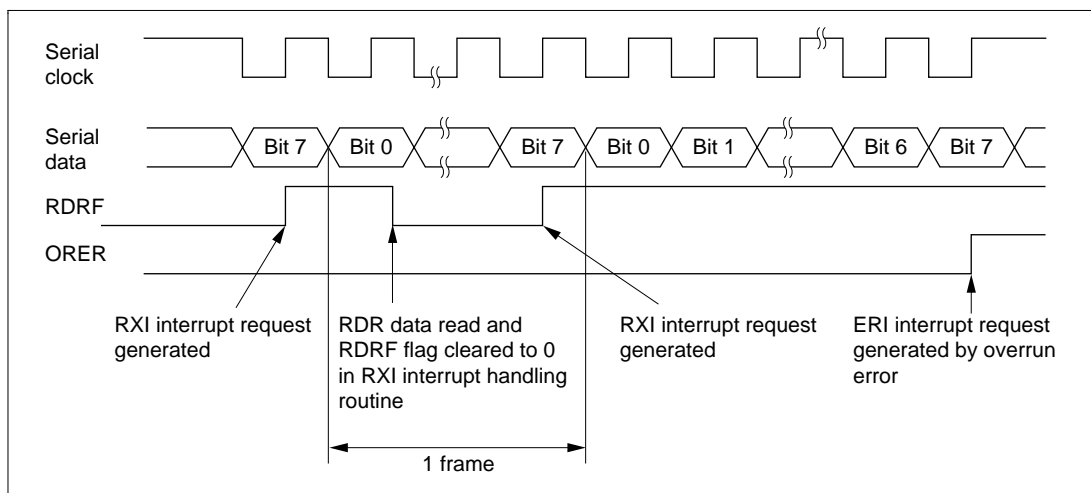 Serial
clock
Serial
data
Bit 7
Bit 0
Bit 7
Bit 0
Bit 1
Bit 6
Bit 7
RDRF
ORER
RXI interrupt request
generated
RDR data read and
RDRF flag cleared to 0
in RXI interrupt handling
routine
RXI interrupt request
generated
ERI interrupt request
generated by overrun
error
1 frame